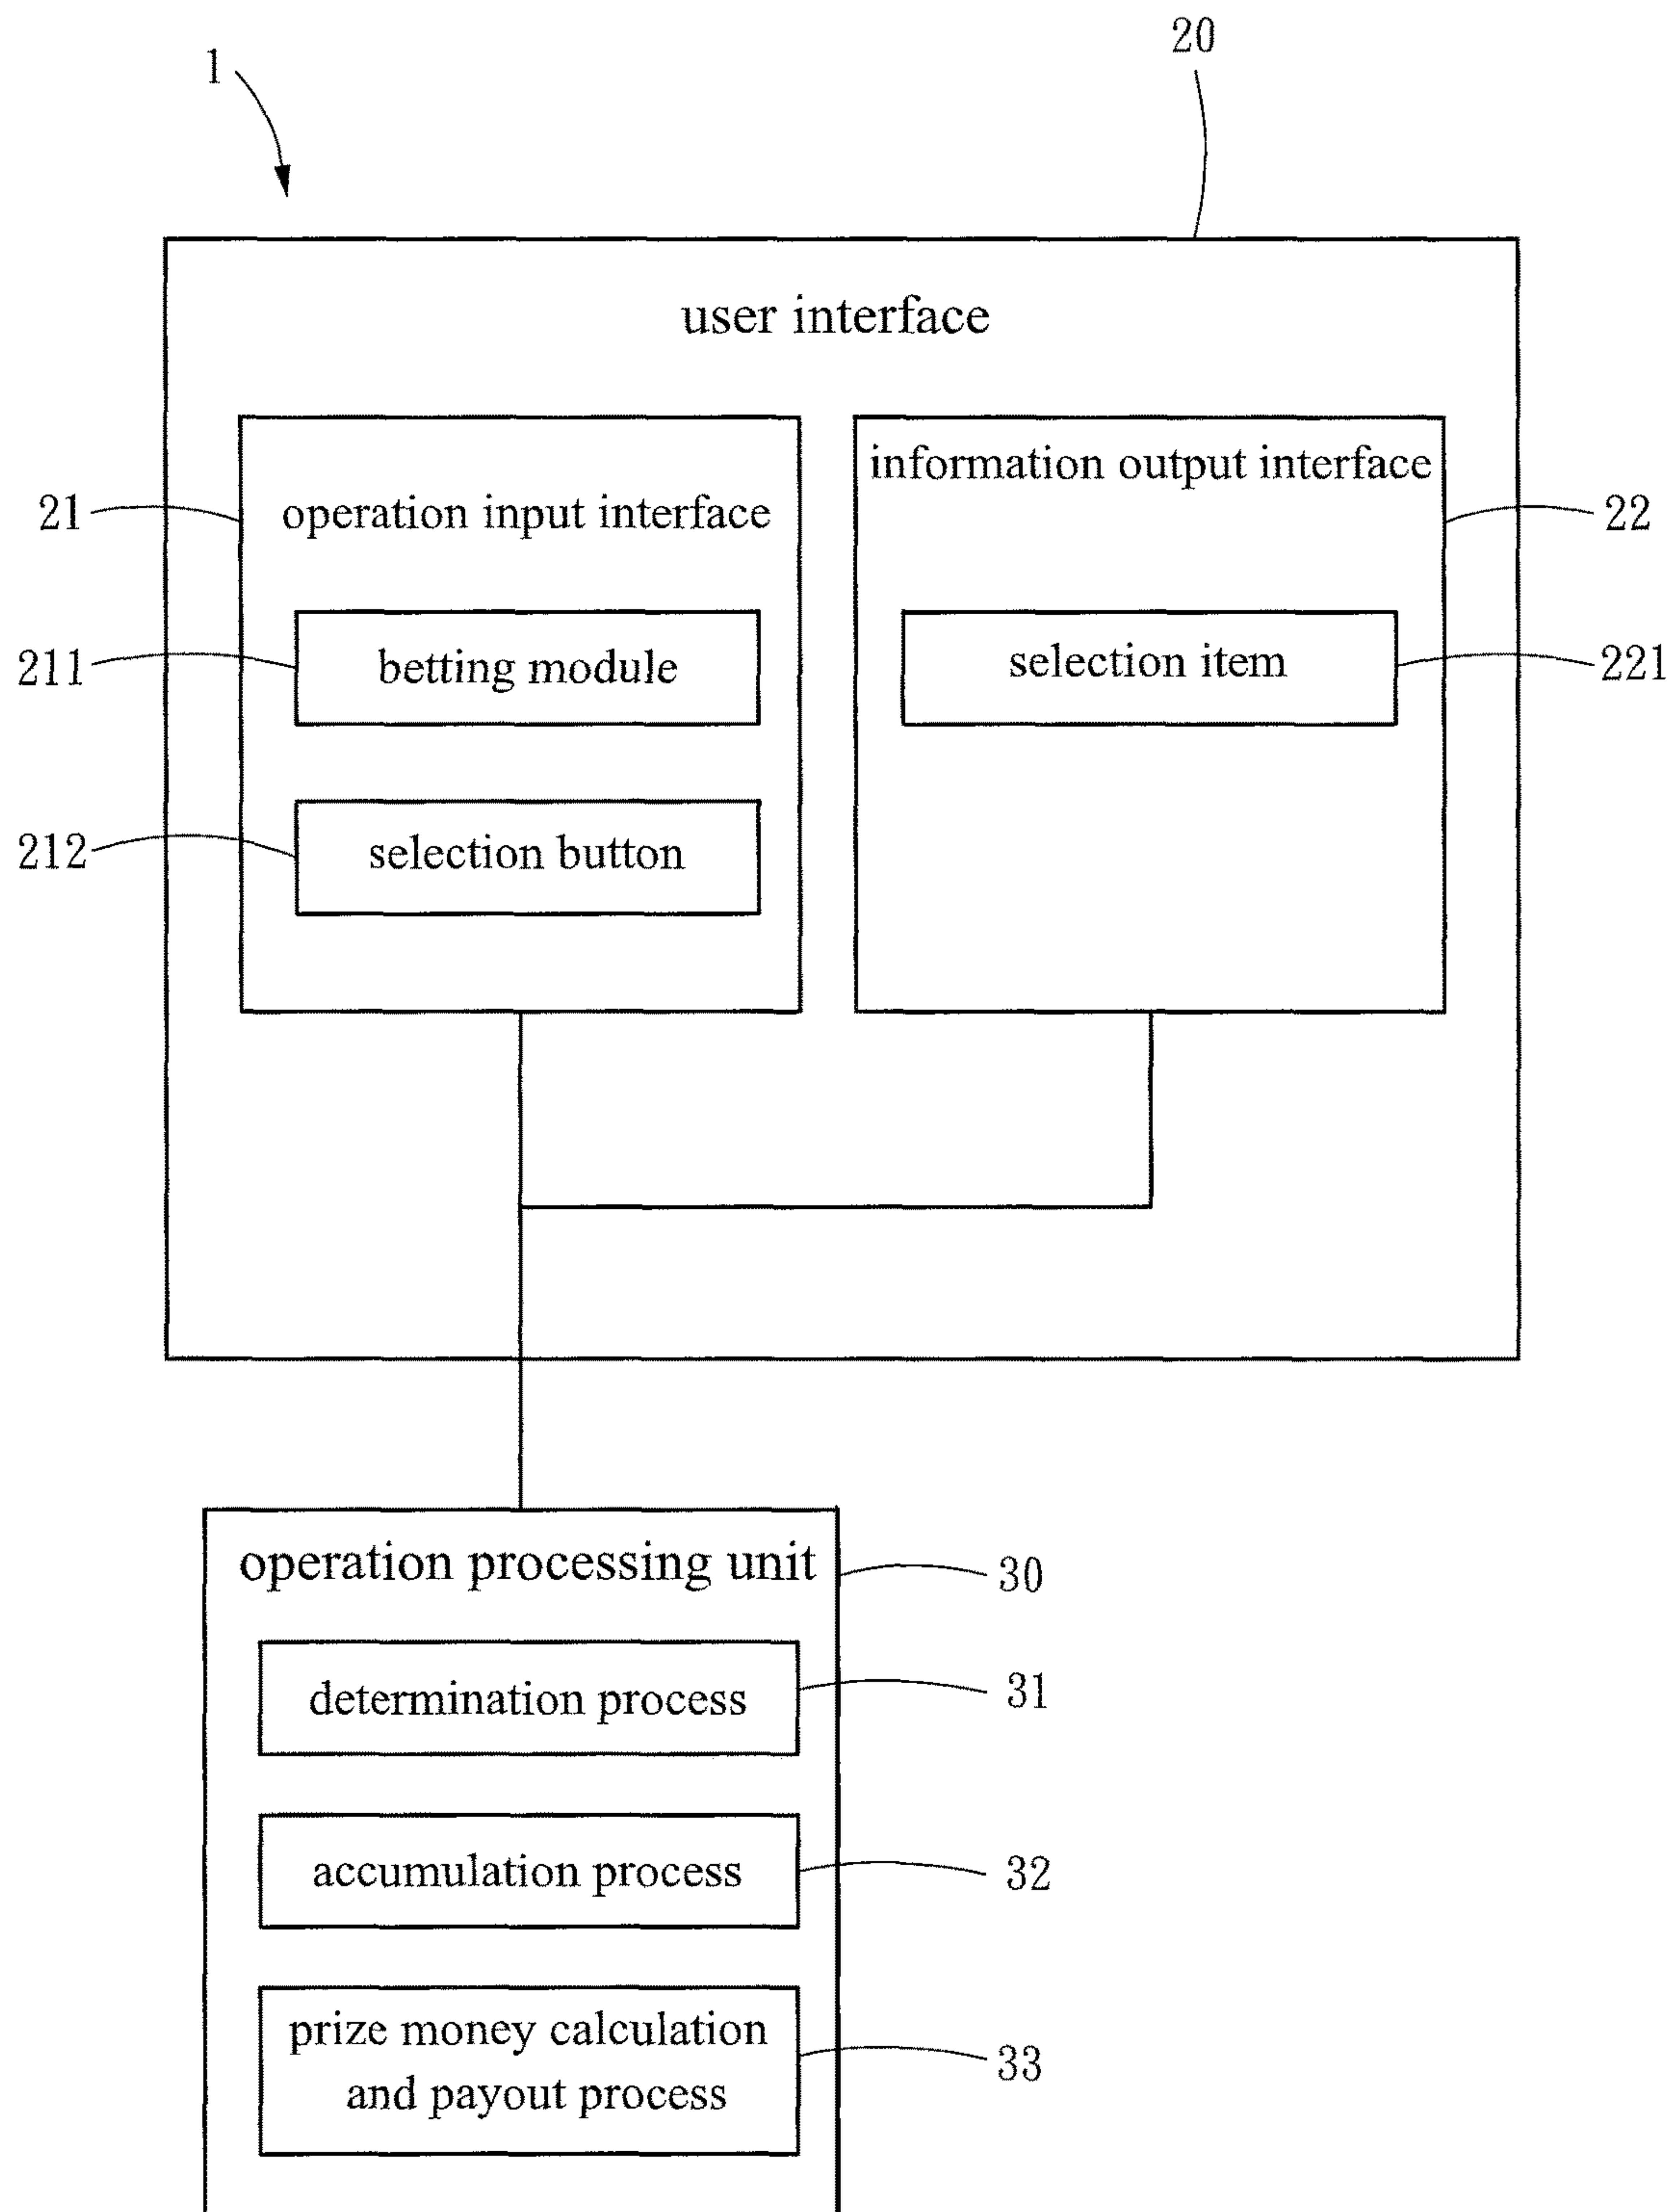 1
20
user interface
21
operation input interface
information output interface
22
211
betting module
selection item
221
212
selection button
operation processing unit
30
determination process
31
accumulation process
32
prize money calculation
and payout process
33